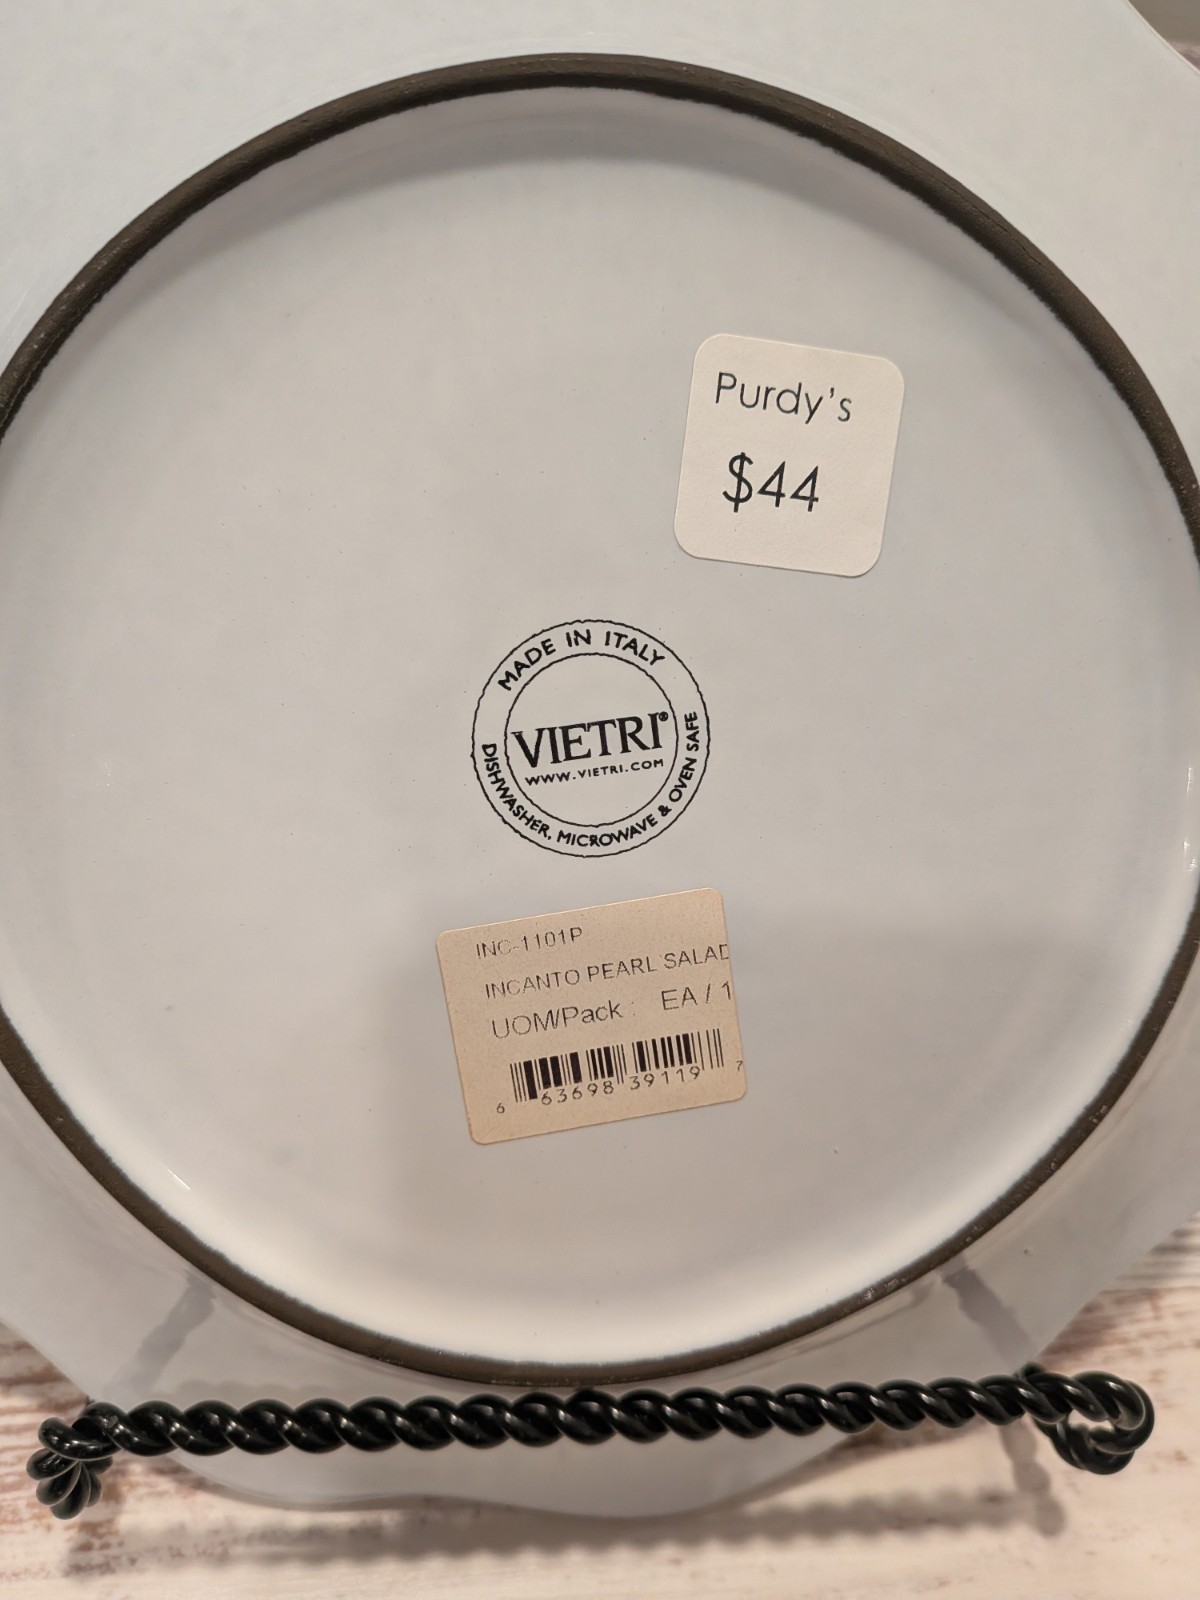 Purdy's
$44
MADE IN ITALY
VIETRI®
WWW.VIETRI.COM
DISHWASHER, MICROWAVE & OVEN SAFE
INC-1101P
INCANTO PEARL SALAD
UOM/Pack : EA / 1
6 63698 39119 7